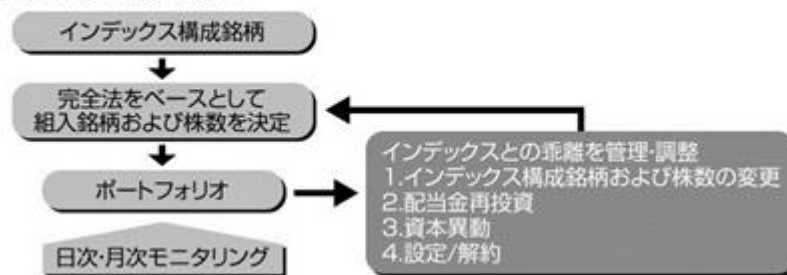 インデックス構成銘柄
完全法をベースとして
組入銘柄および株数を決定
ポートフォリオ
日次・月次モニタリング
インデックスとの乖離を管理・調整
1.インデックス構成銘柄および株数の変更
2.配当金再投資
3.資本異動
4.設定/解約